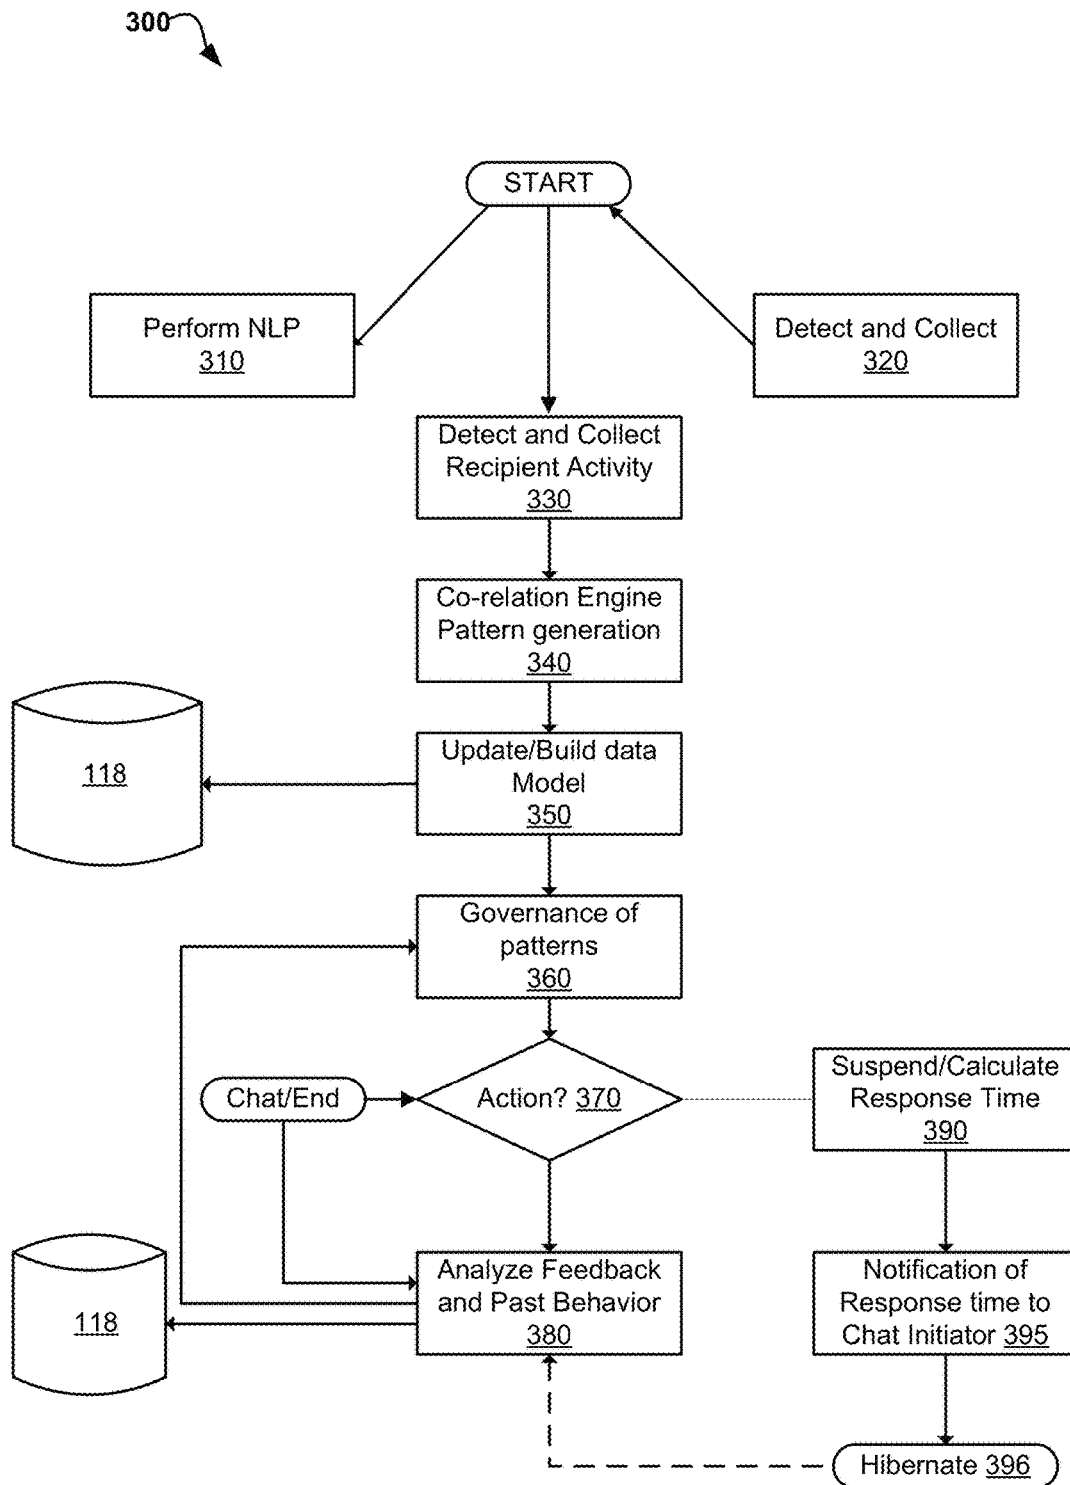 300
START
Perform NLP
310
Detect and Collect
320
Detect and Collect
Recipient Activity
330
Co-relation Engine
Pattern generation
340
118
Update/Build data
Model
350
Governance of
patterns
360
Chat/End
Action? 370
Suspend/Calculate
Response Time
390
118
Analyze Feedback
and Past Behavior
380
Notification of
Response time to
Chat Initiator 395
Hibernate 396